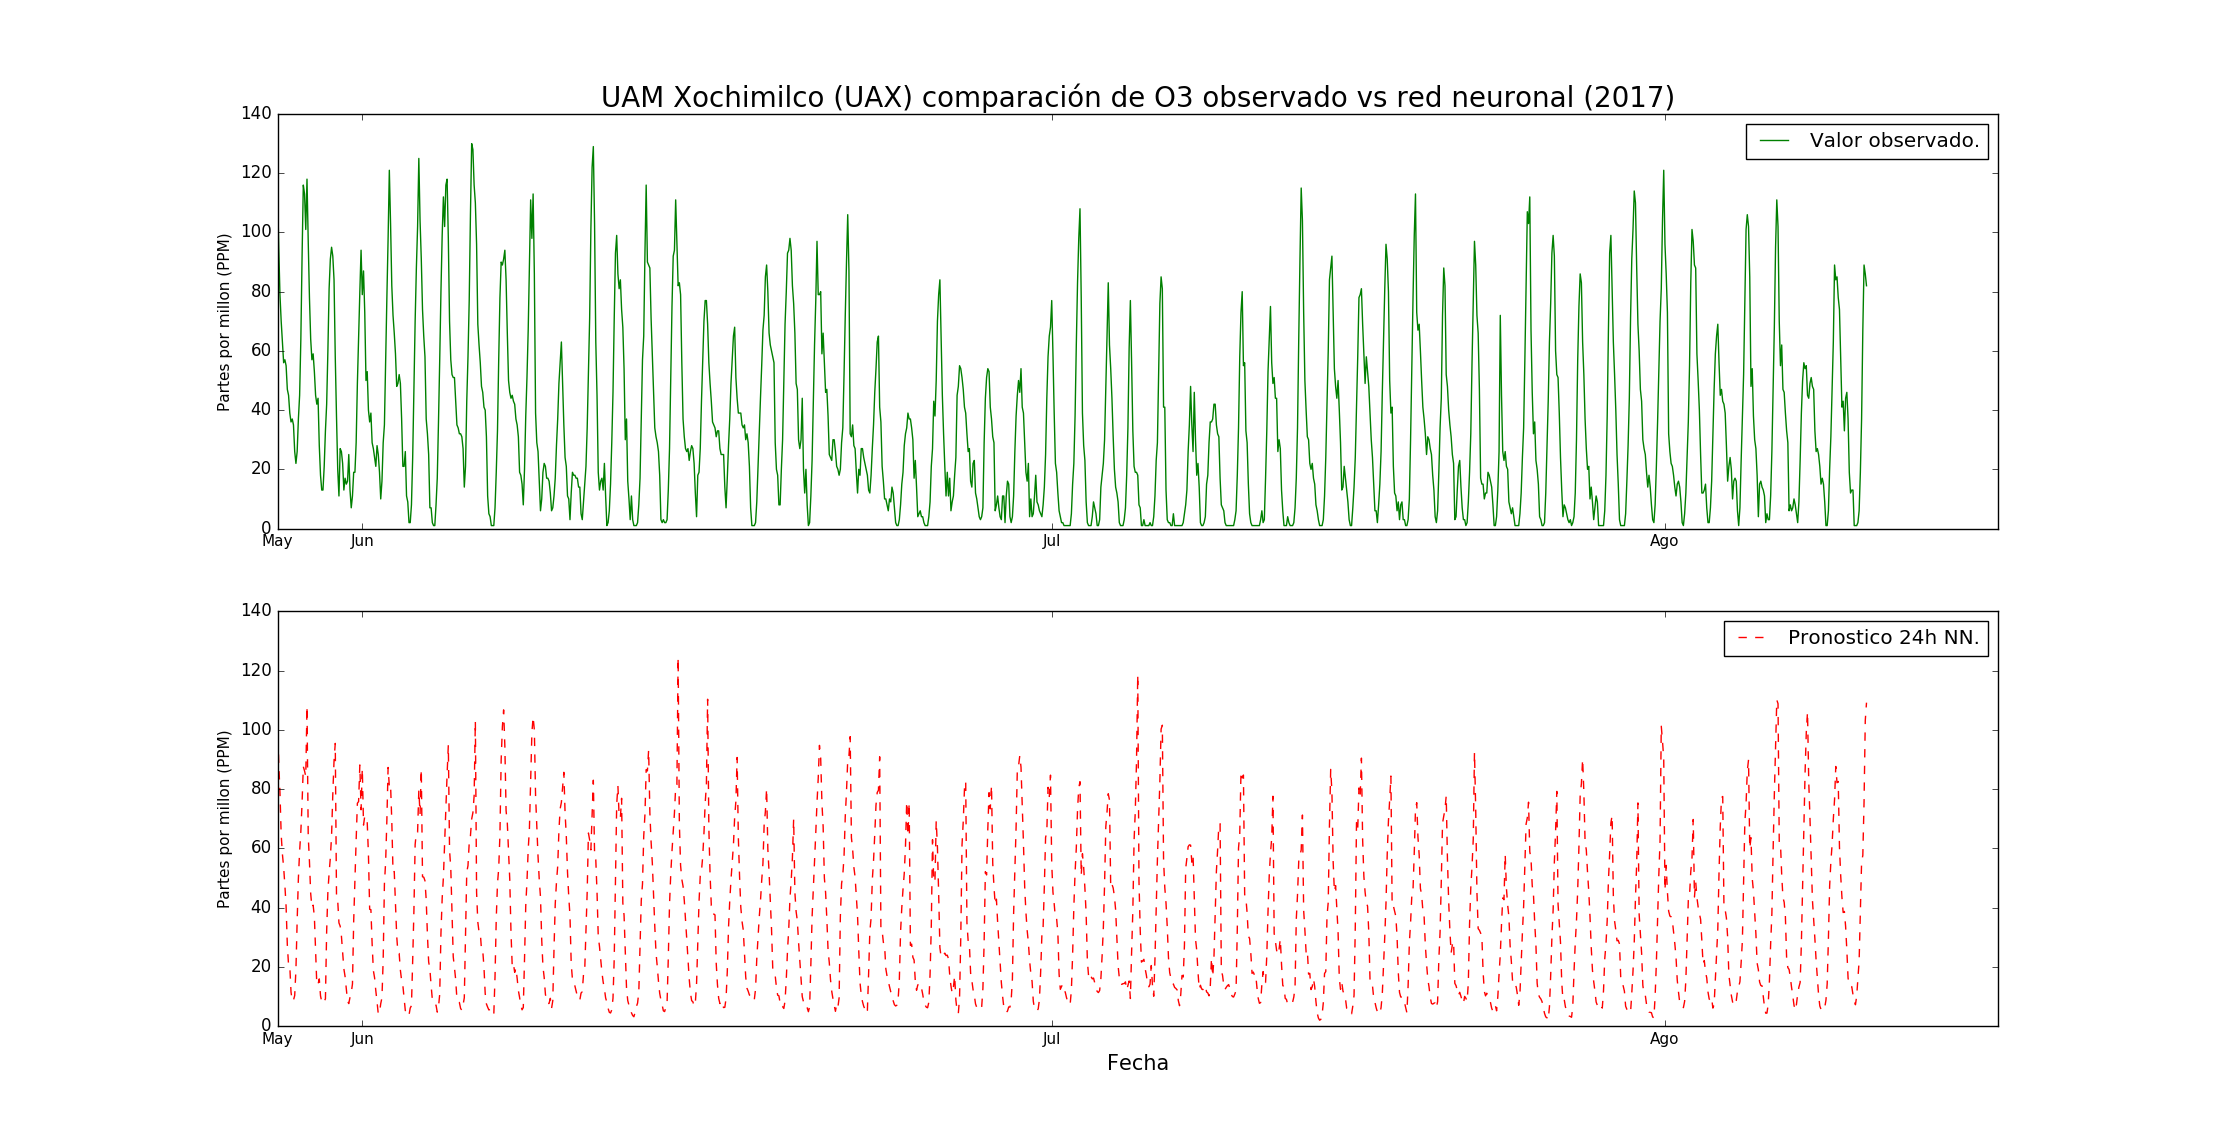 UAM Xochimilco (UAX) comparación de O3 observado vs red neuronal (2017)
140
120
100
80
60
40
20
0
Partes por millon (PPM)
Valor observado.
May Jun Jul Ago
140
120
100
80
60
40
20
0
Partes por millon (PPM)
Pronostico 24h NN.
May Jun Jul Ago
Fecha